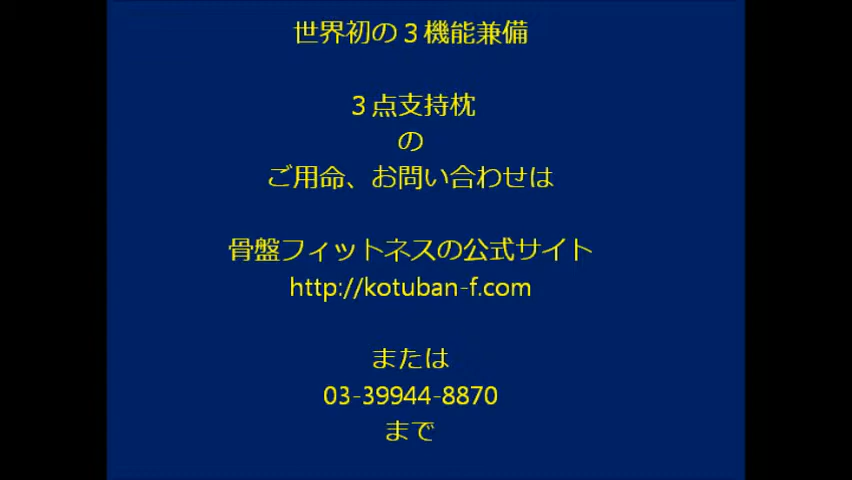 世界初の３機能兼備
３点支持枕
の
ご用命、お問い合わせは
骨盤フィットネスの公式サイト
http://kotuban-f.com
または
03-39944-8870
まで